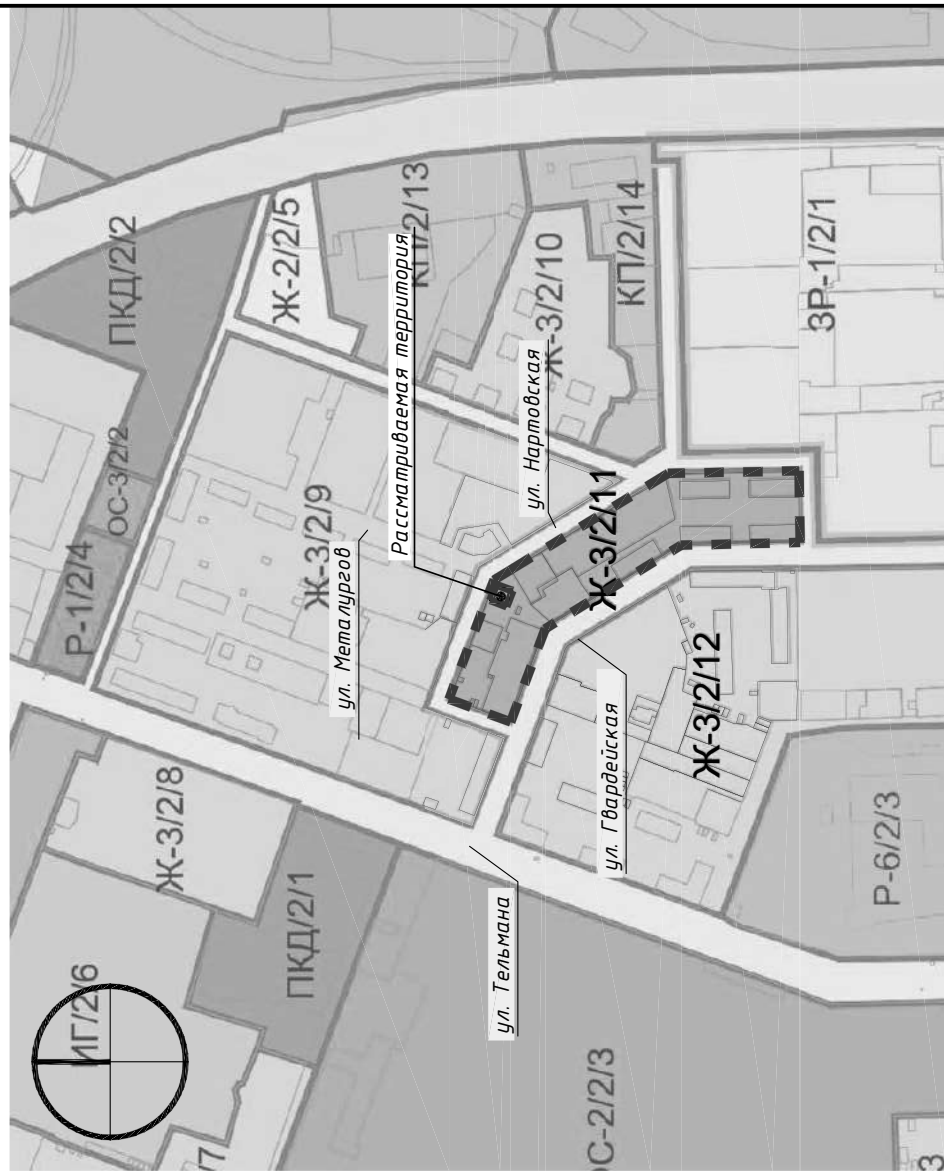 ПКД/2/2
Ж-2/2/5
КП/2/13
Рассматриваемая территория
Ж-3/2/10
КП/2/14
ЗР-1/2/1
ул. Нартовская
ОС-3/2/2
Р-1/2/4
Ж-3/2/9
ул. Металургов
Ж-3/2/11
Ж-3/2/12
ул. Гвардейская
Р-6/2/3
Ж-3/2/8
ПКД/2/1
ул. Тельмана
ИГ/2/6
ОС-2/2/3
/7
3